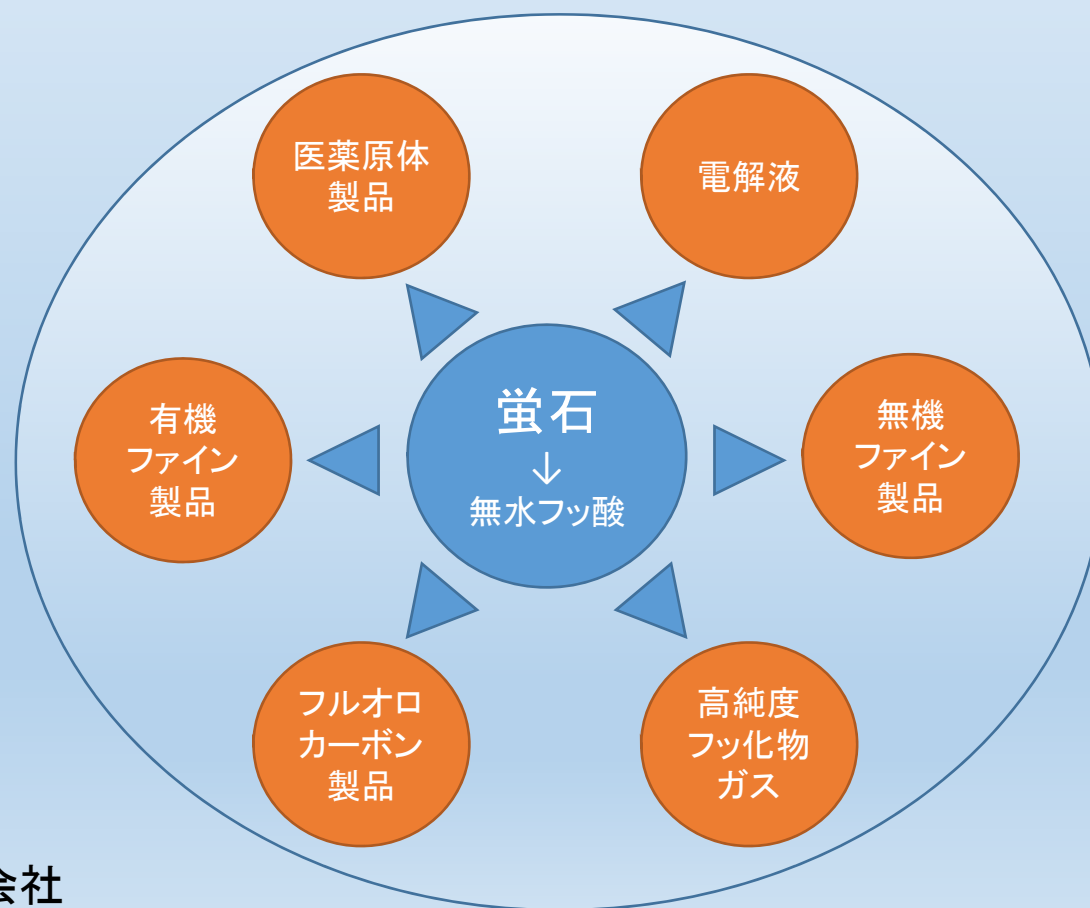 医薬原体
製品
電解液
蛍石
↓
無水フッ酸
有機
ファイン
製品
無機
ファイン
製品
フルオロ
カーボン
製品
高純度
フッ化物
ガス
会社